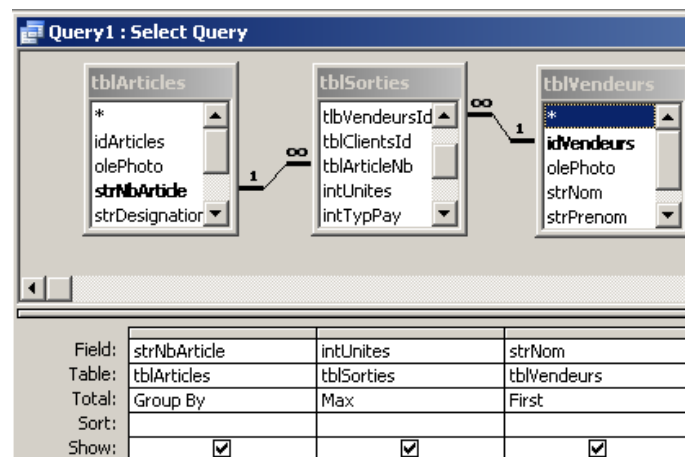 Query1 : Select Query
tblArticles
*
idArticles
olePhoto
strNbArticle
strDesignation
1
∞
tblSorties
tlbVendeursId
tblClientsId
tblArticleNb
intUnites
intTypPay
∞
1
tblVendeurs
*
idVendeurs
olePhoto
strNom
strPrenom
Field: strNbArticle intUnites strNom
Table: tblArticles tblSorties tblVendeurs
Total: Group By Max First
Sort:
Show: